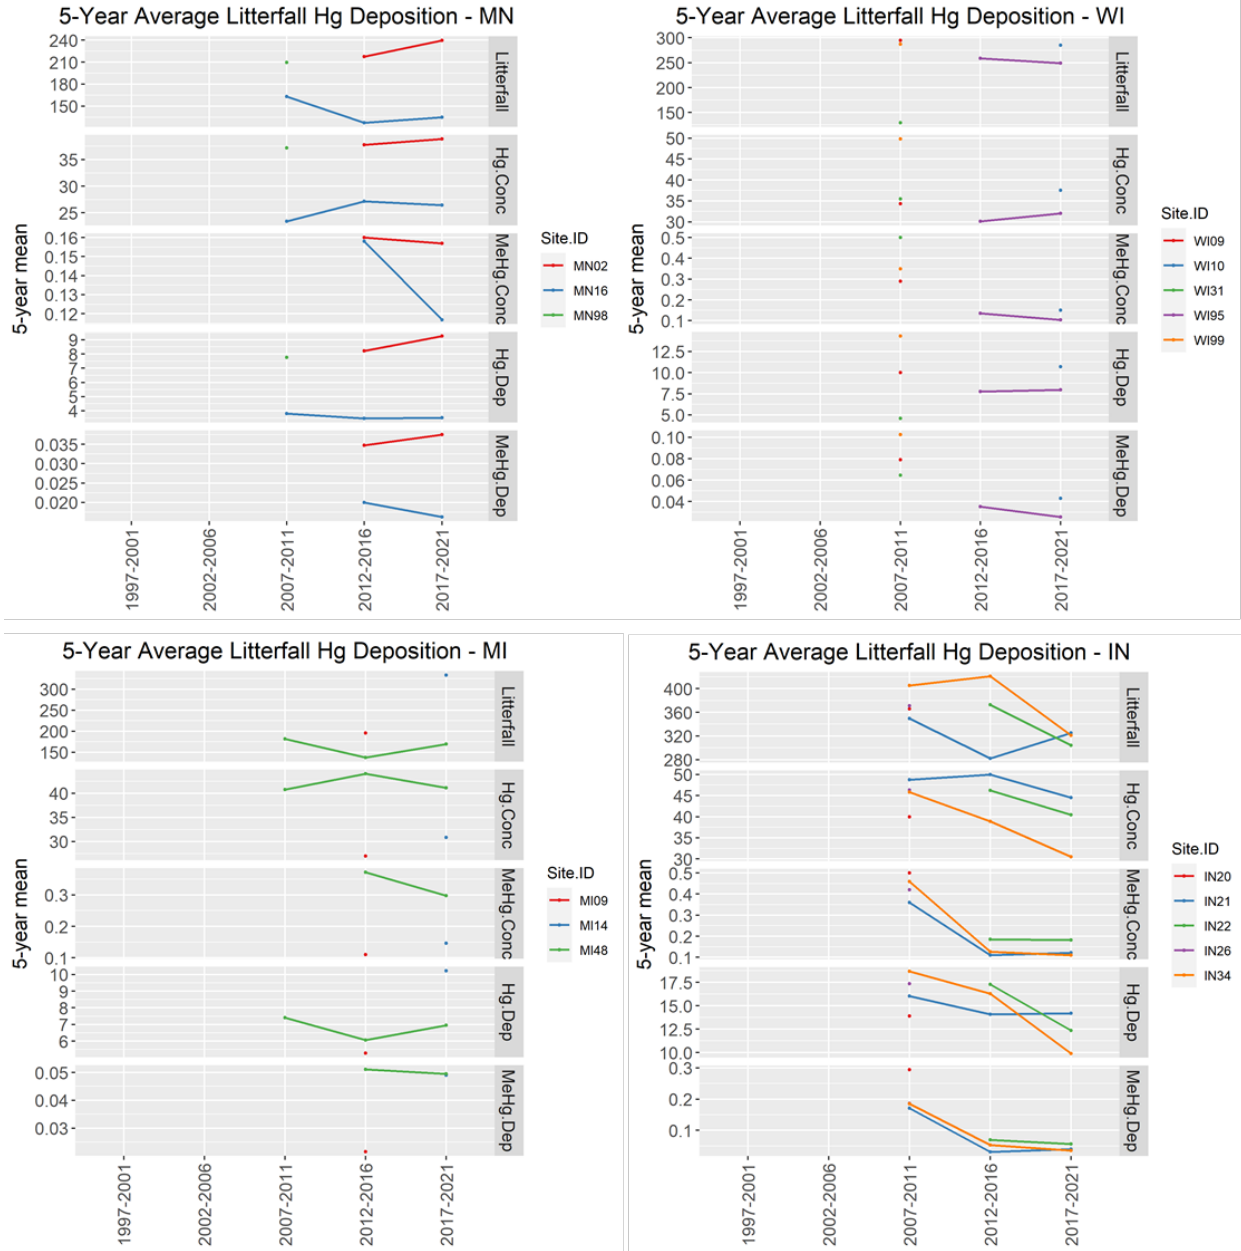 5-Year Average Litterfall Hg Deposition - MN
5-year mean
240
210
180
150
Litterfall
35
30
25
Hg.Conc
0.16
0.15
0.14
0.13
0.12
MeHg.Conc
9
8
7
6
5
4
Hg.Dep
0.035
0.030
0.025
0.020
MeHg.Dep
1997-2001
2002-2006
2007-2011
2012-2016
2017-2021
Site.ID
MN02
MN16
MN98
5-Year Average Litterfall Hg Deposition - WI
5-year mean
300
250
200
150
Litterfall
50
45
40
35
30
Hg.Conc
0.5
0.4
0.3
0.2
0.1
MeHg.Conc
12.5
10.0
7.5
5.0
Hg.Dep
0.10
0.08
0.06
0.04
MeHg.Dep
1997-2001
2002-2006
2007-2011
2012-2016
2017-2021
Site.ID
WI09
WI10
WI31
WI95
WI99
5-Year Average Litterfall Hg Deposition - MI
5-year mean
300
250
200
150
Litterfall
40
35
30
Hg.Conc
0.3
0.2
0.1
MeHg.Conc
10
9
8
7
6
Hg.Dep
0.05
0.04
0.03
MeHg.Dep
1997-2001
2002-2006
2007-2011
2012-2016
2017-2021
Site.ID
MI09
MI14
MI48
5-Year Average Litterfall Hg Deposition - IN
5-year mean
400
360
320
280
Litterfall
50
45
40
35
30
Hg.Conc
0.5
0.4
0.3
0.2
0.1
MeHg.Conc
17.5
15.0
12.5
10.0
Hg.Dep
0.3
0.2
0.1
MeHg.Dep
1997-2001
2002-2006
2007-2011
2012-2016
2017-2021
Site.ID
IN20
IN21
IN22
IN26
IN34